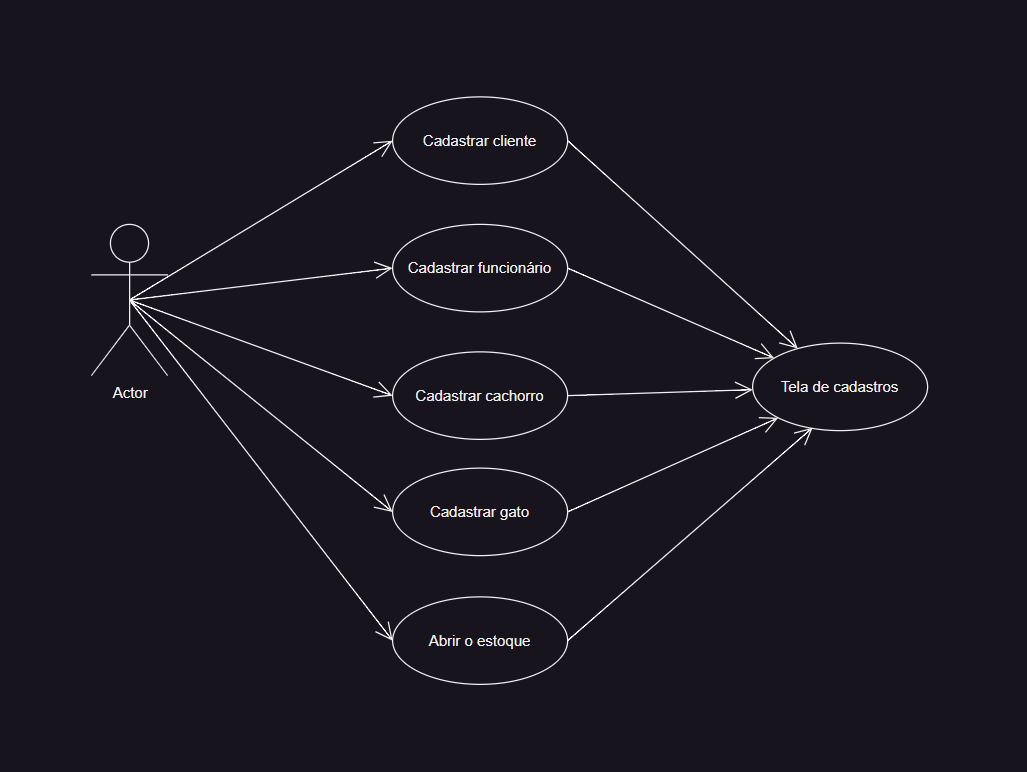 Cadastrar cliente
Cadastrar funcionário
Cadastrar cachorro
Cadastrar gato
Abrir o estoque
Actor
Tela de cadastros